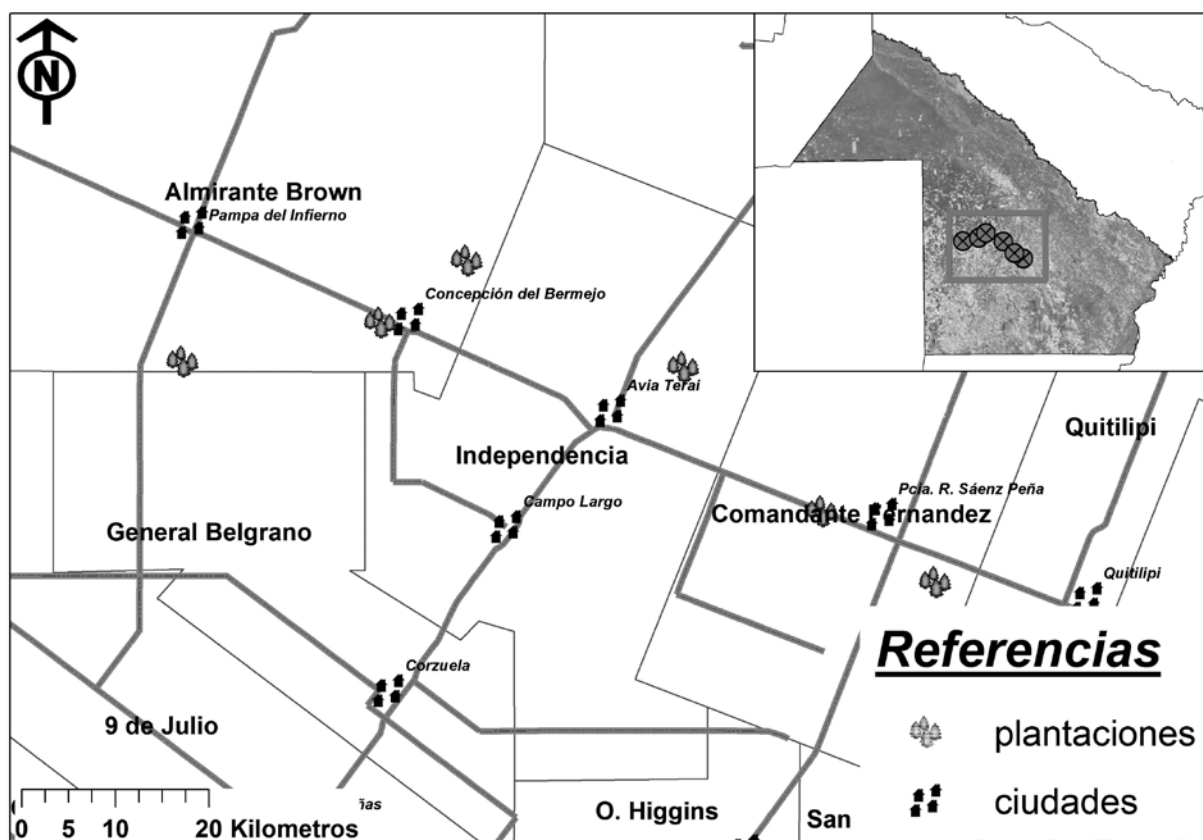 N
Almirante Brown
Pampa del Infierno
Concepción del Bermejo
Avia Terai
Quitilipi
Independencia
Pcia. R. Sáenz Peña
Campo Largo
Comandante Fernandez
General Belgrano
Quitilipi
Referencias
Corzuela
9 de Julio
plantaciones
ciudades
ñas
O. Higgins
San
0 5 10 20 Kilometros